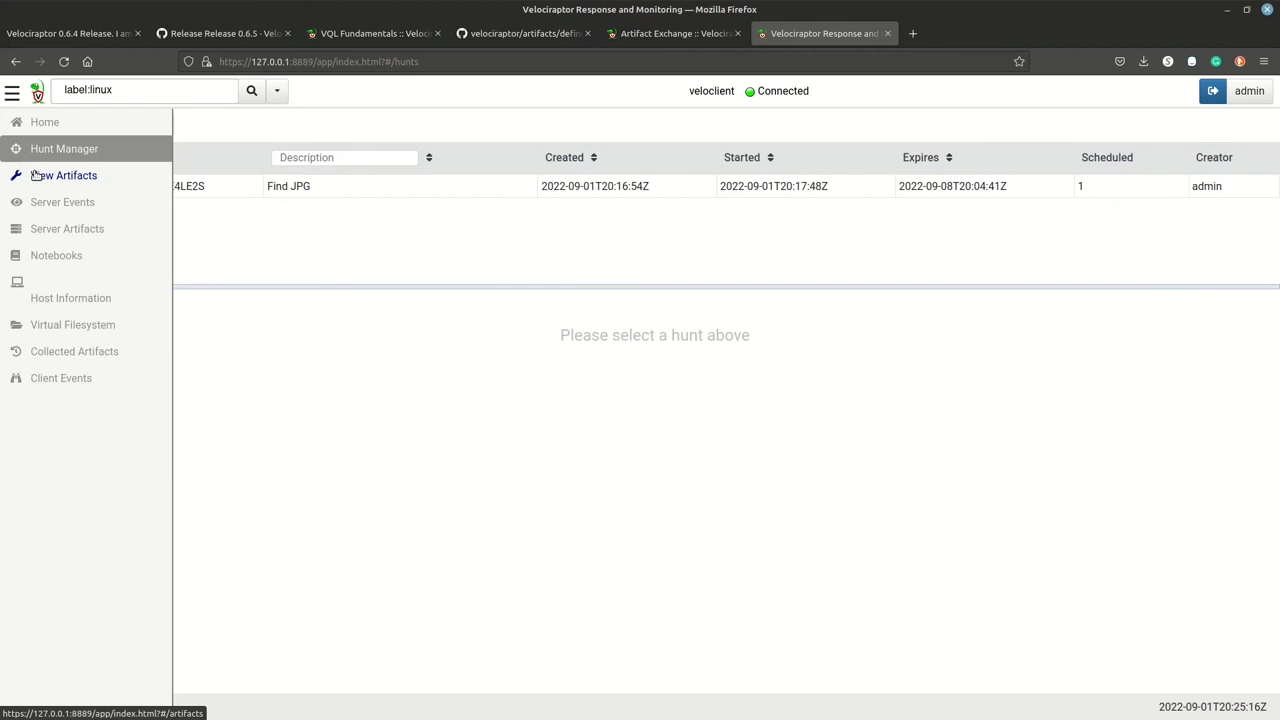 Velociraptor Response and Monitoring — Mozilla Firefox
Velociraptor 0.6.4 Release. I am
Release Release 0.6.5 · Velo
VQL Fundamentals :: Veloci
velociraptor/artifacts/defin
Artifact Exchange :: Velocira
Velociraptor Response and
https://127.0.0.1:8889/app/index.html?#/hunts
label:linux
veloclient
Connected
admin
Home
Hunt Manager
Description
Created
Started
Expires
Scheduled
Creator
View Artifacts
4LE2S
Find JPG
2022-09-01T20:16:54Z
2022-09-01T20:17:48Z
2022-09-08T20:04:41Z
1
admin
Server Events
Server Artifacts
Notebooks
Host Information
Virtual Filesystem
Collected Artifacts
Client Events
Please select a hunt above
https://127.0.0.1:8889/app/index.html?#/artifacts
2022-09-01T20:25:16Z